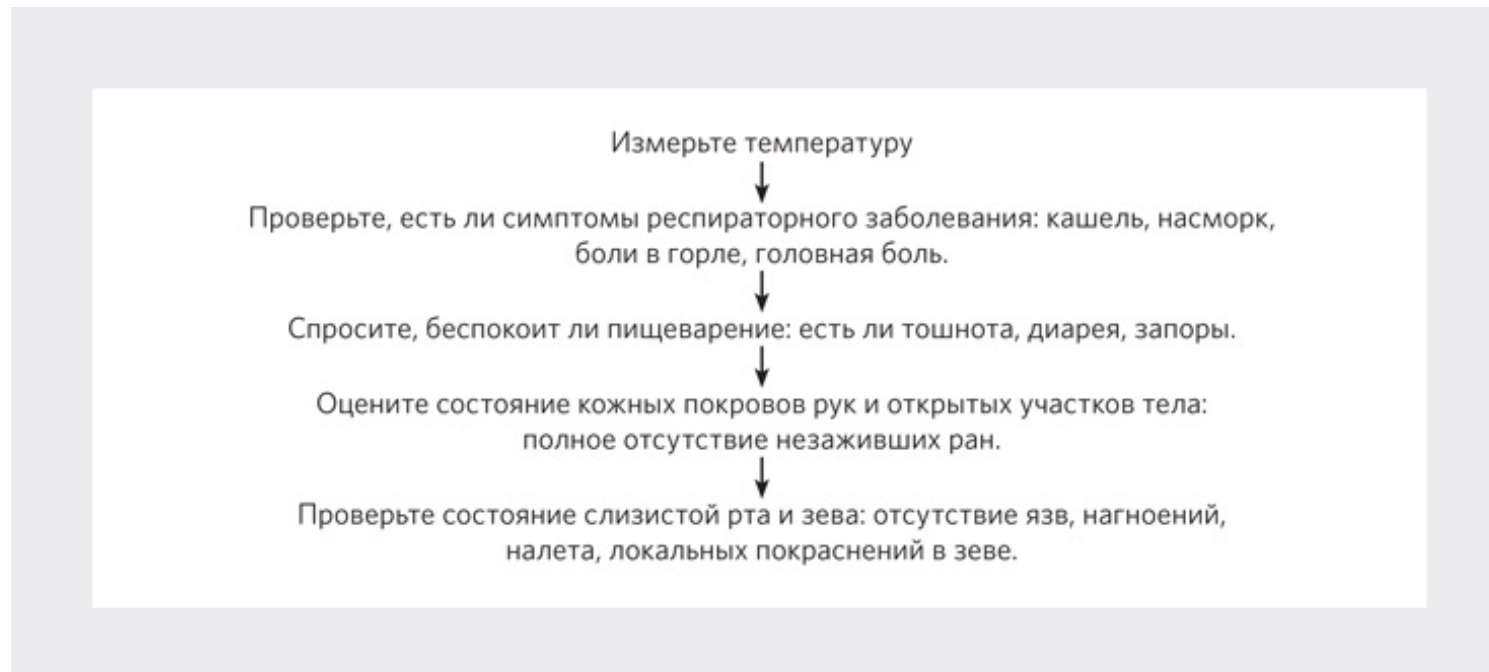 Измерьте температуру
Проверьте, есть ли симптомы респираторного заболевания: кашель, насморк,
боли в горле, головная боль.
Спросите, беспокоит ли пищеварение: есть ли тошнота, диарея, запоры.
Оцените состояние кожных покровов рук и открытых участков тела:
полное отсутствие незаживших ран.
Проверьте состояние слизистой рта и зева: отсутствие язв, нагноений,
налета, локальных покраснений в зеве.